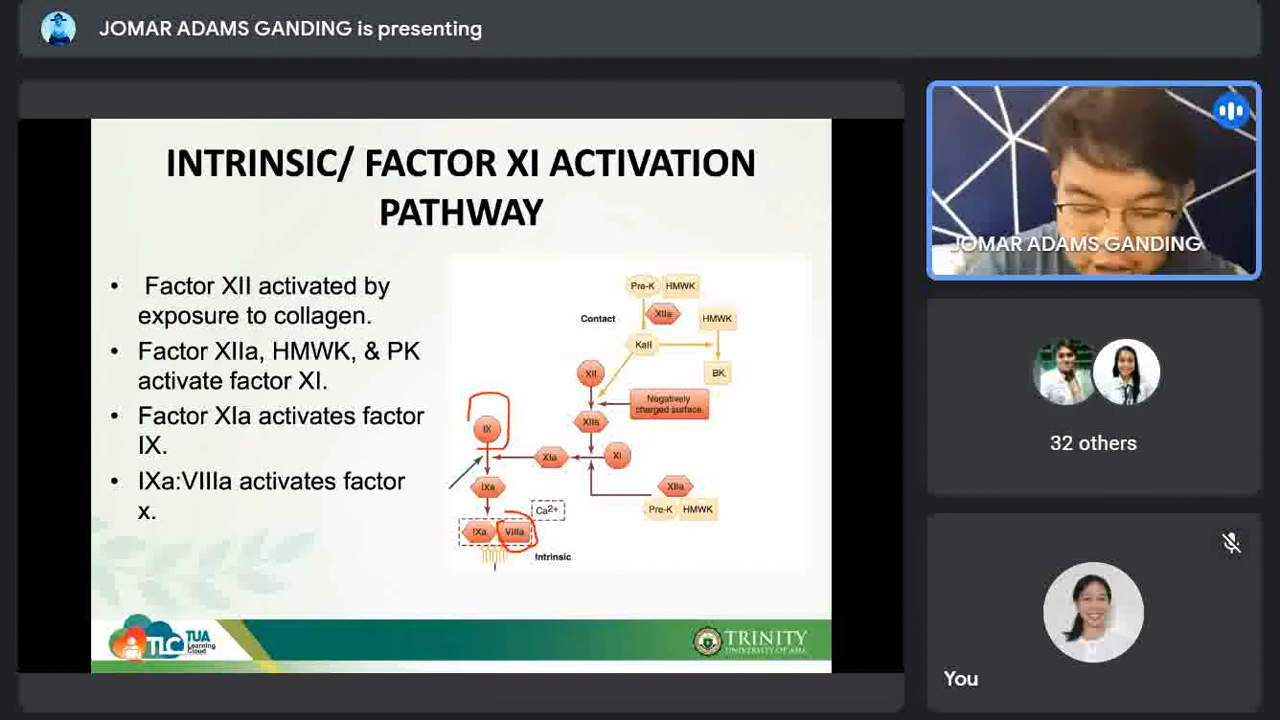 JOMAR ADAMS GANDING is presenting
INTRINSIC/ FACTOR XI ACTIVATION
PATHWAY
• Factor XII activated by
exposure to collagen.
• Factor XIIa, HMWK, & PK
activate factor XI.
• Factor XIa activates factor
IX.
• IXa:VIIIa activates factor
x.
Pre-K HMWK
Contact
XIIa
HMWK
Kall
XII
BK
Negatively
charged surface.
IX
XIIa
XIa
XI
IXa
XIIa
Ca2+
Pre-K HMWK
IXa VIIIa
Intrinsic
TLC TUA
Learning
Cloud
TRINITY
UNIVERSITY OF ASIA
JOMAR ADAMS GANDING
32 others
You